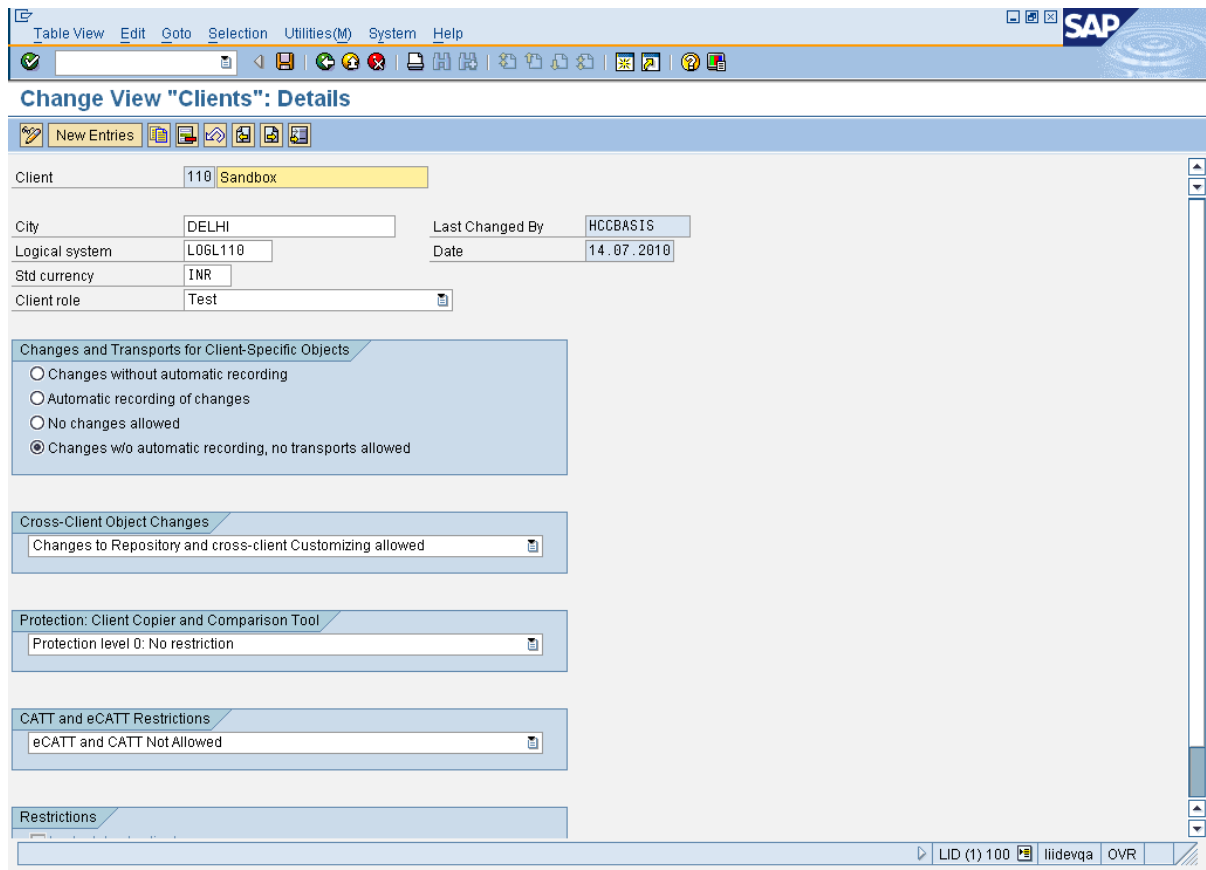 Table View Edit Goto Selection Utilities(M) System Help
SAP
Change View "Clients": Details
New Entries
Client 110 Sandbox
City DELHI Last Changed By HCCBASIS
Logical system LOGL110 Date 14.07.2010
Std currency INR
Client role Test
Changes and Transports for Client-Specific Objects
Changes without automatic recording
Automatic recording of changes
No changes allowed
Changes w/o automatic recording, no transports allowed
Cross-Client Object Changes
Changes to Repository and cross-client Customizing allowed
Protection: Client Copier and Comparison Tool
Protection level 0: No restriction
CATT and eCATT Restrictions
eCATT and CATT Not Allowed
Restrictions
LID (1) 100 liidevqa OVR